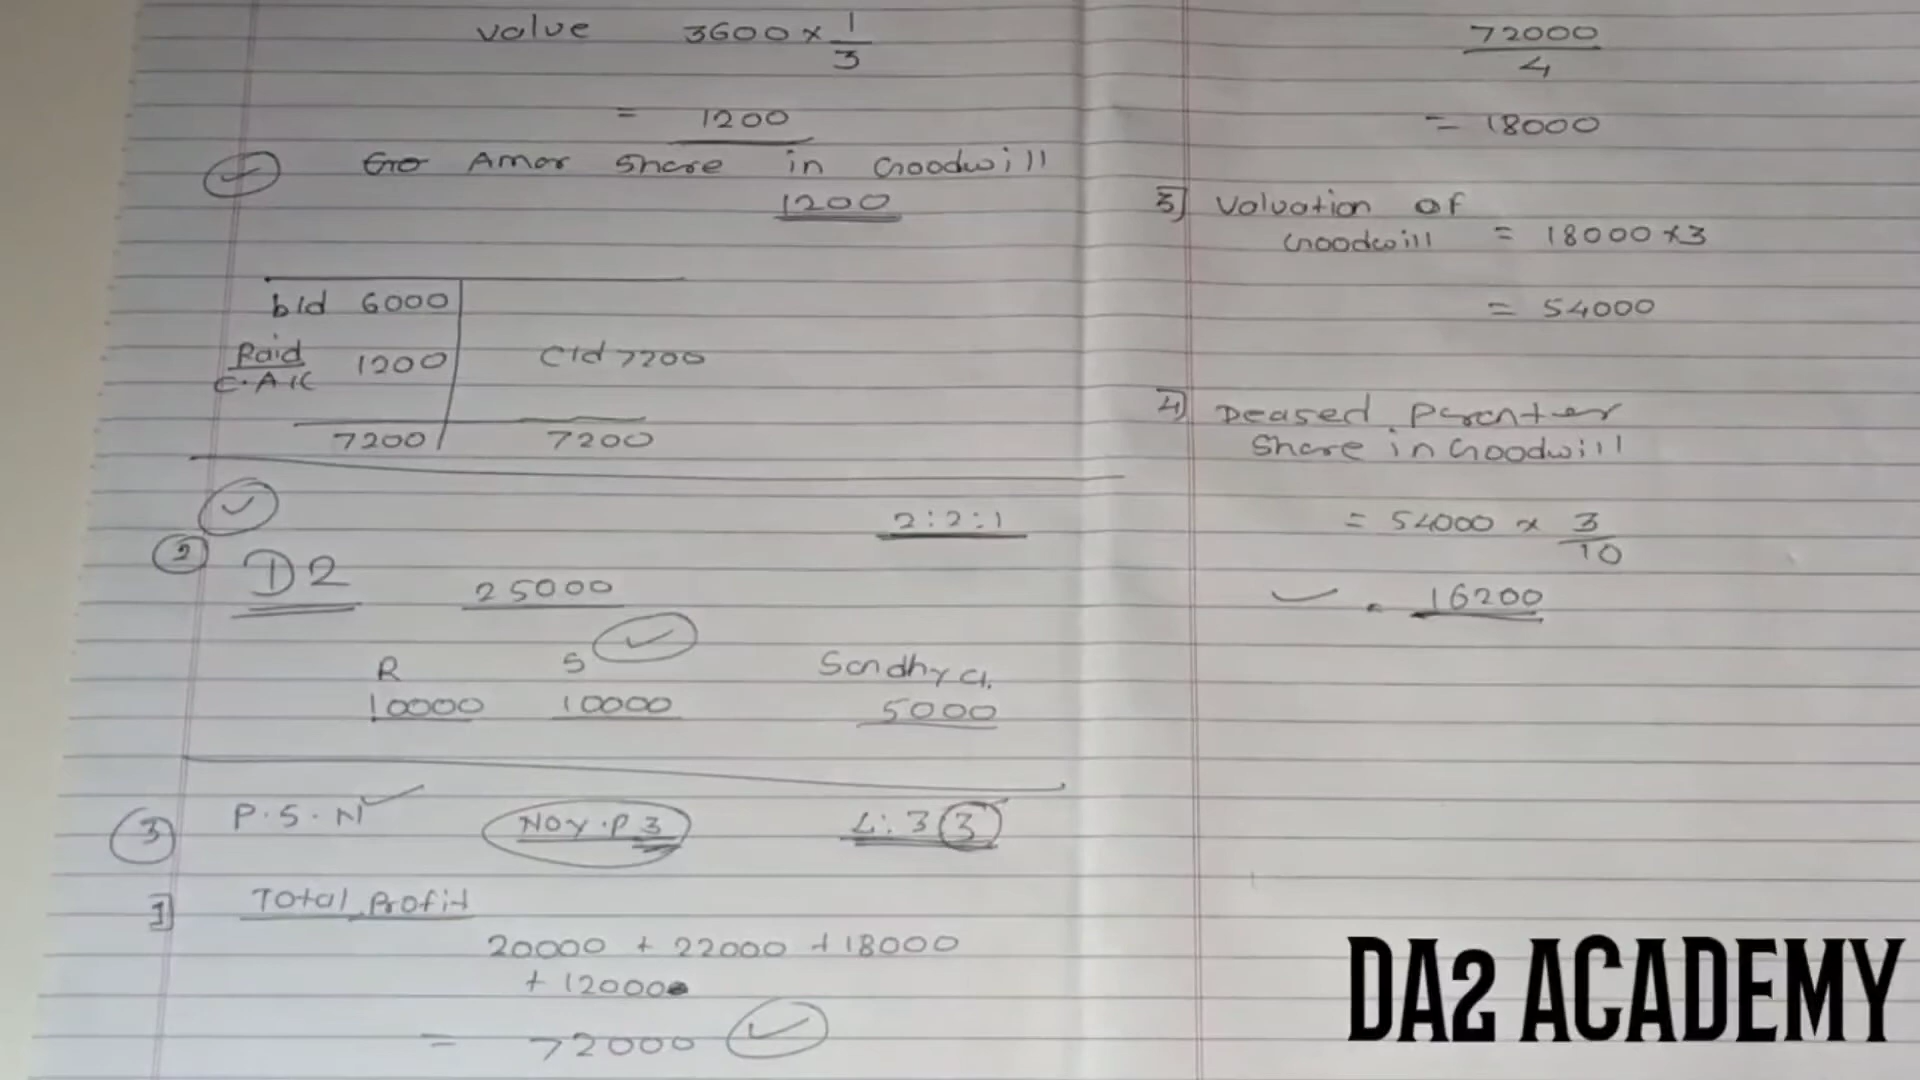 value 3600 x 1/3
= 1200
Amar share in Goodwill
1200
b/d 6000
Raid 1200 C/d 7200
C.A/C
7200 7200
2:2:1
2 D2 25000
R S Sandhya.
10000 10000 5000
3 P.S.N NOY.P 3 4:3 3
1] Total Profit
20000 + 22000 + 18000
+ 12000
= 72000
72000/4
= 18000
3] Valuation of
Goodwill = 18000 x 3
= 54000
4] Deased Parnter
Share in Goodwill
= 54000 x 3/10
= 16200
DA2 ACADEMY